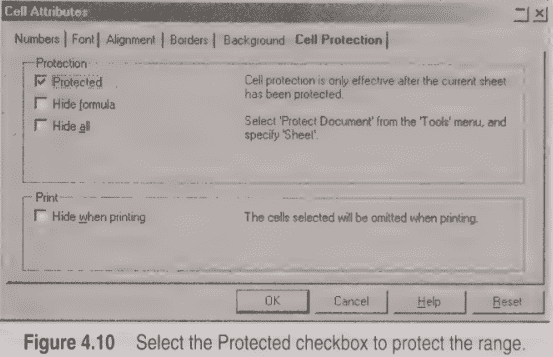 Cell Attributes
Numbers | Font | Alignment | Borders | Background | Cell Protection |
Protection
Protected
Cell protection is only effective after the current sheet
has been protected.
Hide formula
Hide all
Select 'Protect Document' from the 'Tools' menu, and
specify 'Sheet'.
Print
Hide when printing
The cells selected will be omitted when printing.
OK
Cancel
Help
Reset
Figure 4.10 Select the Protected checkbox to protect the range.